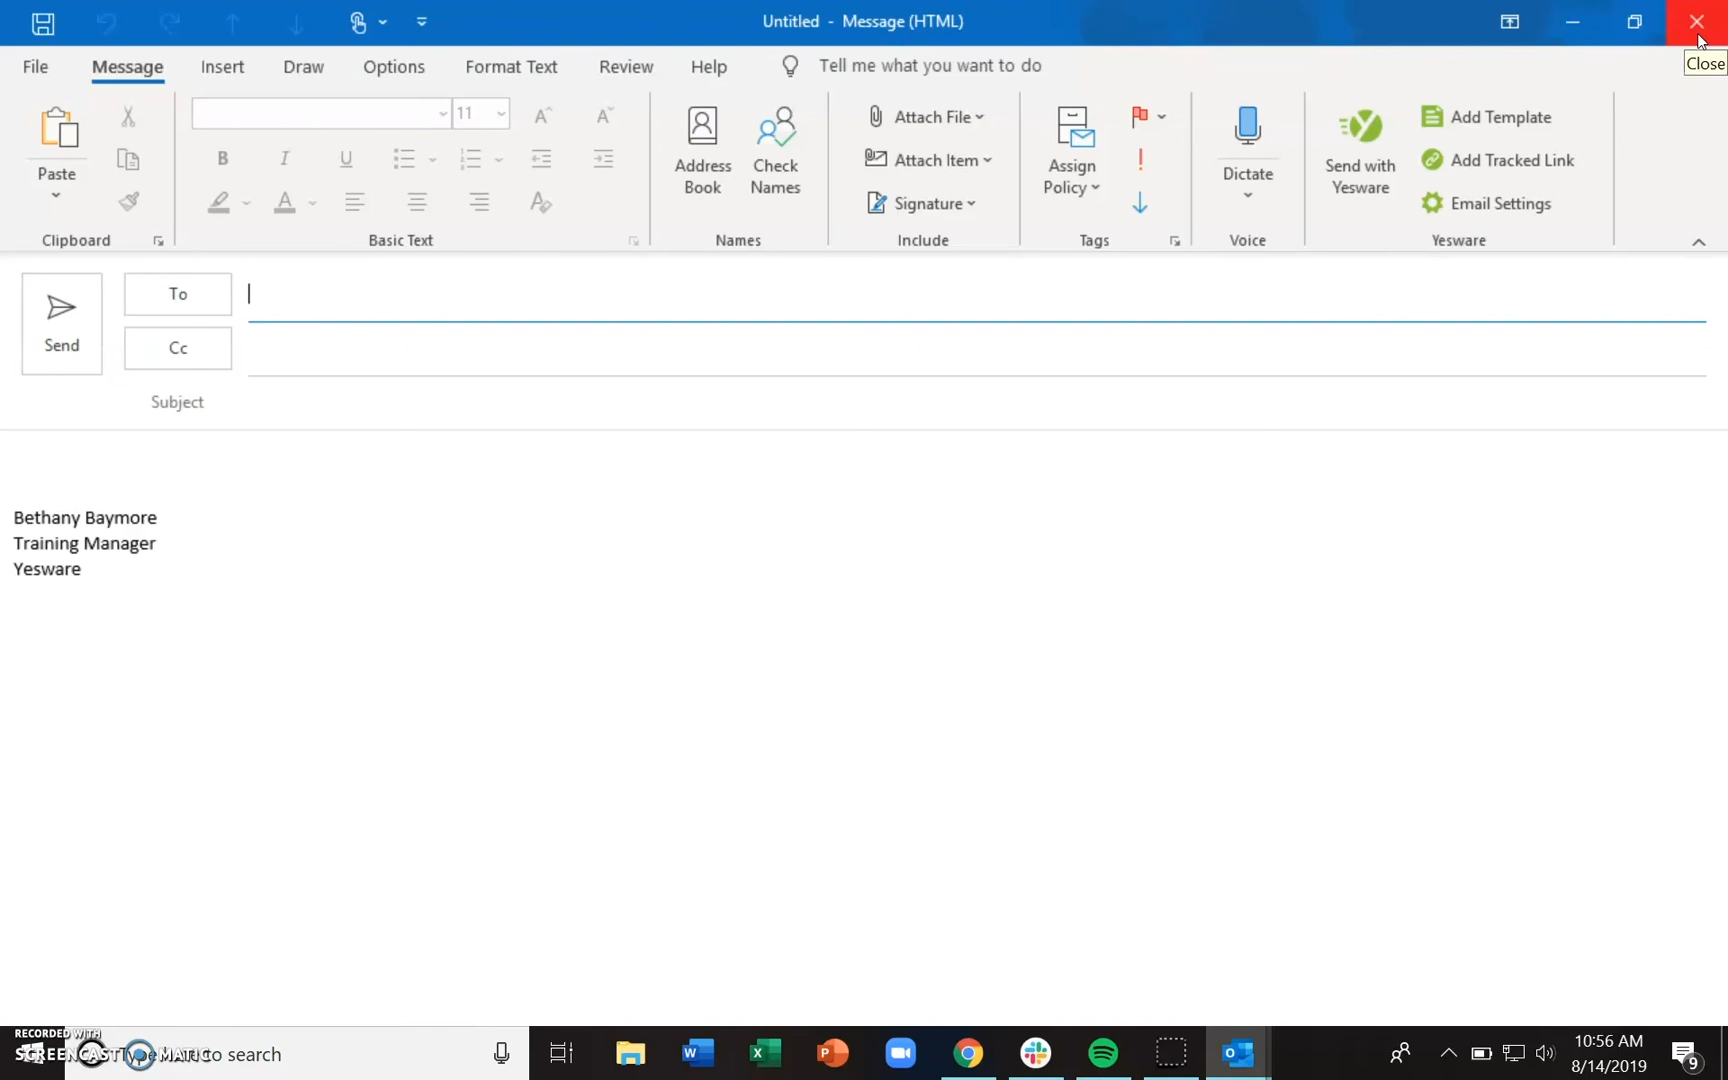 Untitled - Message (HTML)
File Message Insert Draw Options Format Text Review Help Tell me what you want to do
Close
Paste
11
B I U
A
Address Book
Check Names
Attach File
Attach Item
Signature
Assign Policy
Dictate
Send with Yesware
Add Template
Add Tracked Link
Email Settings
Clipboard Basic Text Names Include Tags Voice Yesware
Send
To
Cc
Subject
Bethany Baymore
Training Manager
Yesware
RECORDED WITH
SCREENCAST MATIC
Type here to search
10:56 AM
8/14/2019
9